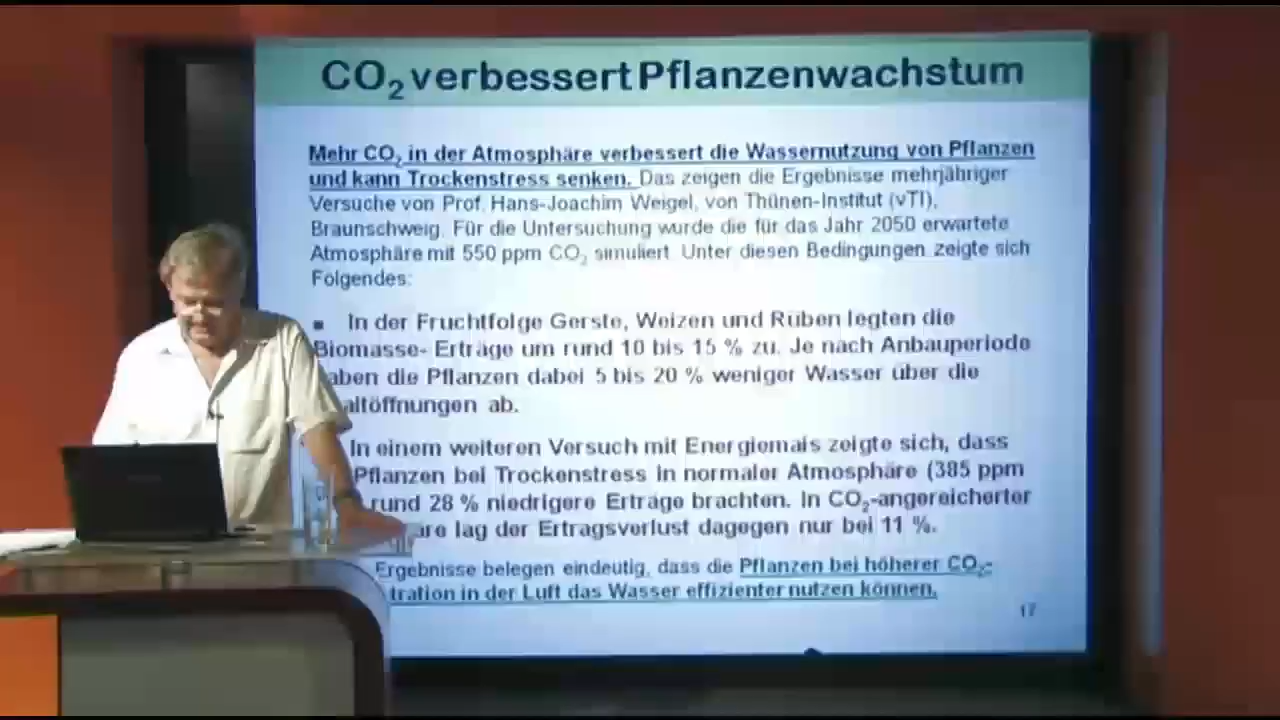 CO₂ verbessert Pflanzenwachstum
Mehr CO₂ in der Atmosphäre verbessert die Wassernutzung von Pflanzen
und kann Trockenstress senken. Das zeigen die Ergebnisse mehrjähriger
Versuche von Prof. Hans-Joachim Weigel, von Thünen-Institut (vTI),
Braunschweig. Für die Untersuchung wurde die für das Jahr 2050 erwartete
Atmosphäre mit 550 ppm CO₂ simuliert. Unter diesen Bedingungen zeigte sich
Folgendes:
▪ In der Fruchtfolge Gerste, Weizen und Rüben legten die
Biomasse- Erträge um rund 10 bis 15 % zu. Je nach Anbauperiode
aben die Pflanzen dabei 5 bis 20 % weniger Wasser über die
altöffnungen ab.
In einem weiteren Versuch mit Energiemais zeigte sich, dass
Pflanzen bei Trockenstress in normaler Atmosphäre (385 ppm
rund 28 % niedrigere Erträge brachten. In CO₂-angereicherter
äre lag der Ertragsverlust dagegen nur bei 11 %.
Ergebnisse belegen eindeutig, dass die Pflanzen bei höherer CO₂-
tration in der Luft das Wasser effizienter nutzen können.
17